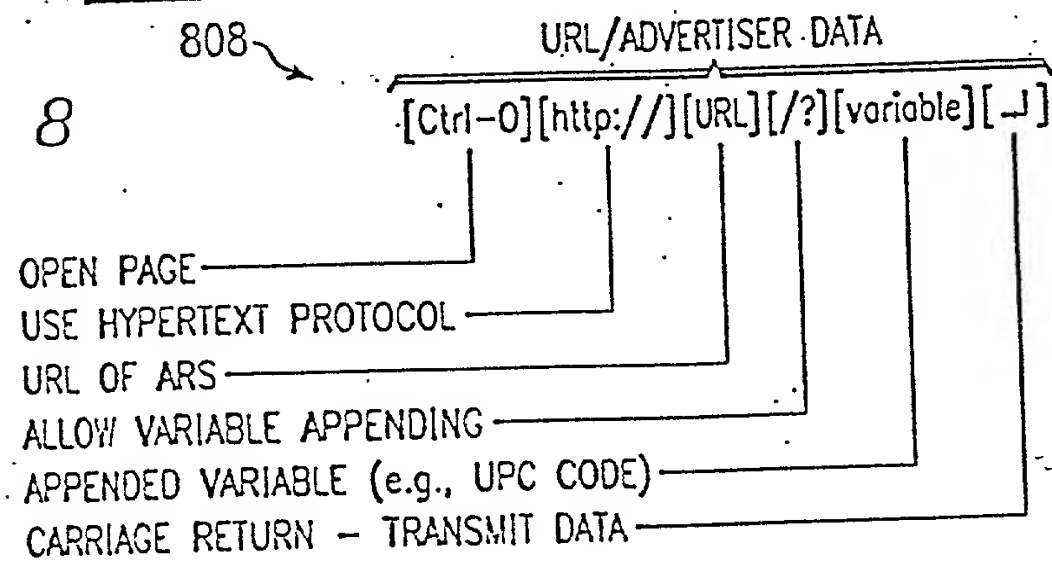 808
URL/ADVERTISER DATA
8
[Ctrl-O][http://][URL][/?][variable][↵]
OPEN PAGE
USE HYPERTEXT PROTOCOL
URL OF ARS
ALLOW VARIABLE APPENDING
APPENDED VARIABLE (e.g., UPC CODE)
CARRIAGE RETURN – TRANSMIT DATA